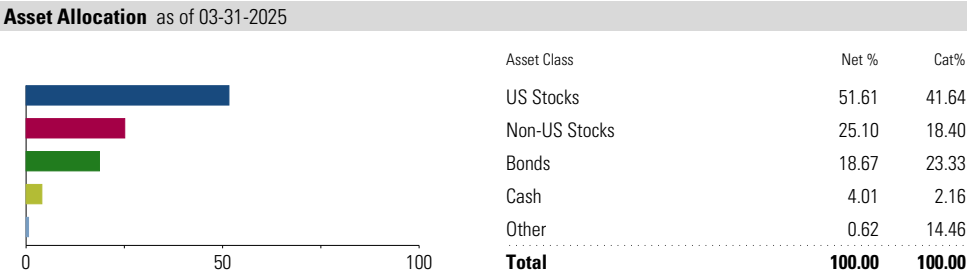 Asset Allocation as of 03-31-2025
Asset Class Net % Cat%
US Stocks 51.61 41.64
Non-US Stocks 25.10 18.40
Bonds 18.67 23.33
Cash 4.01 2.16
Other 0.62 14.46
Total 100.00 100.00
0 50 100